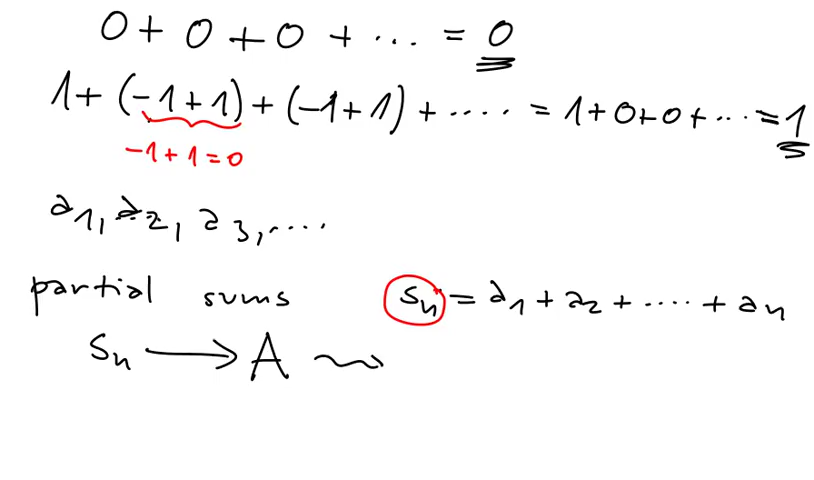 0 + 0 + 0 + ... = 0
1 + (-1 + 1) + (-1 + 1) + .... = 1 + 0 + 0 + ... = 1
-1 + 1 = 0
a1, a2, a3, ....
partial sums sn = a1 + a2 + .... + an
sn → A ⇝